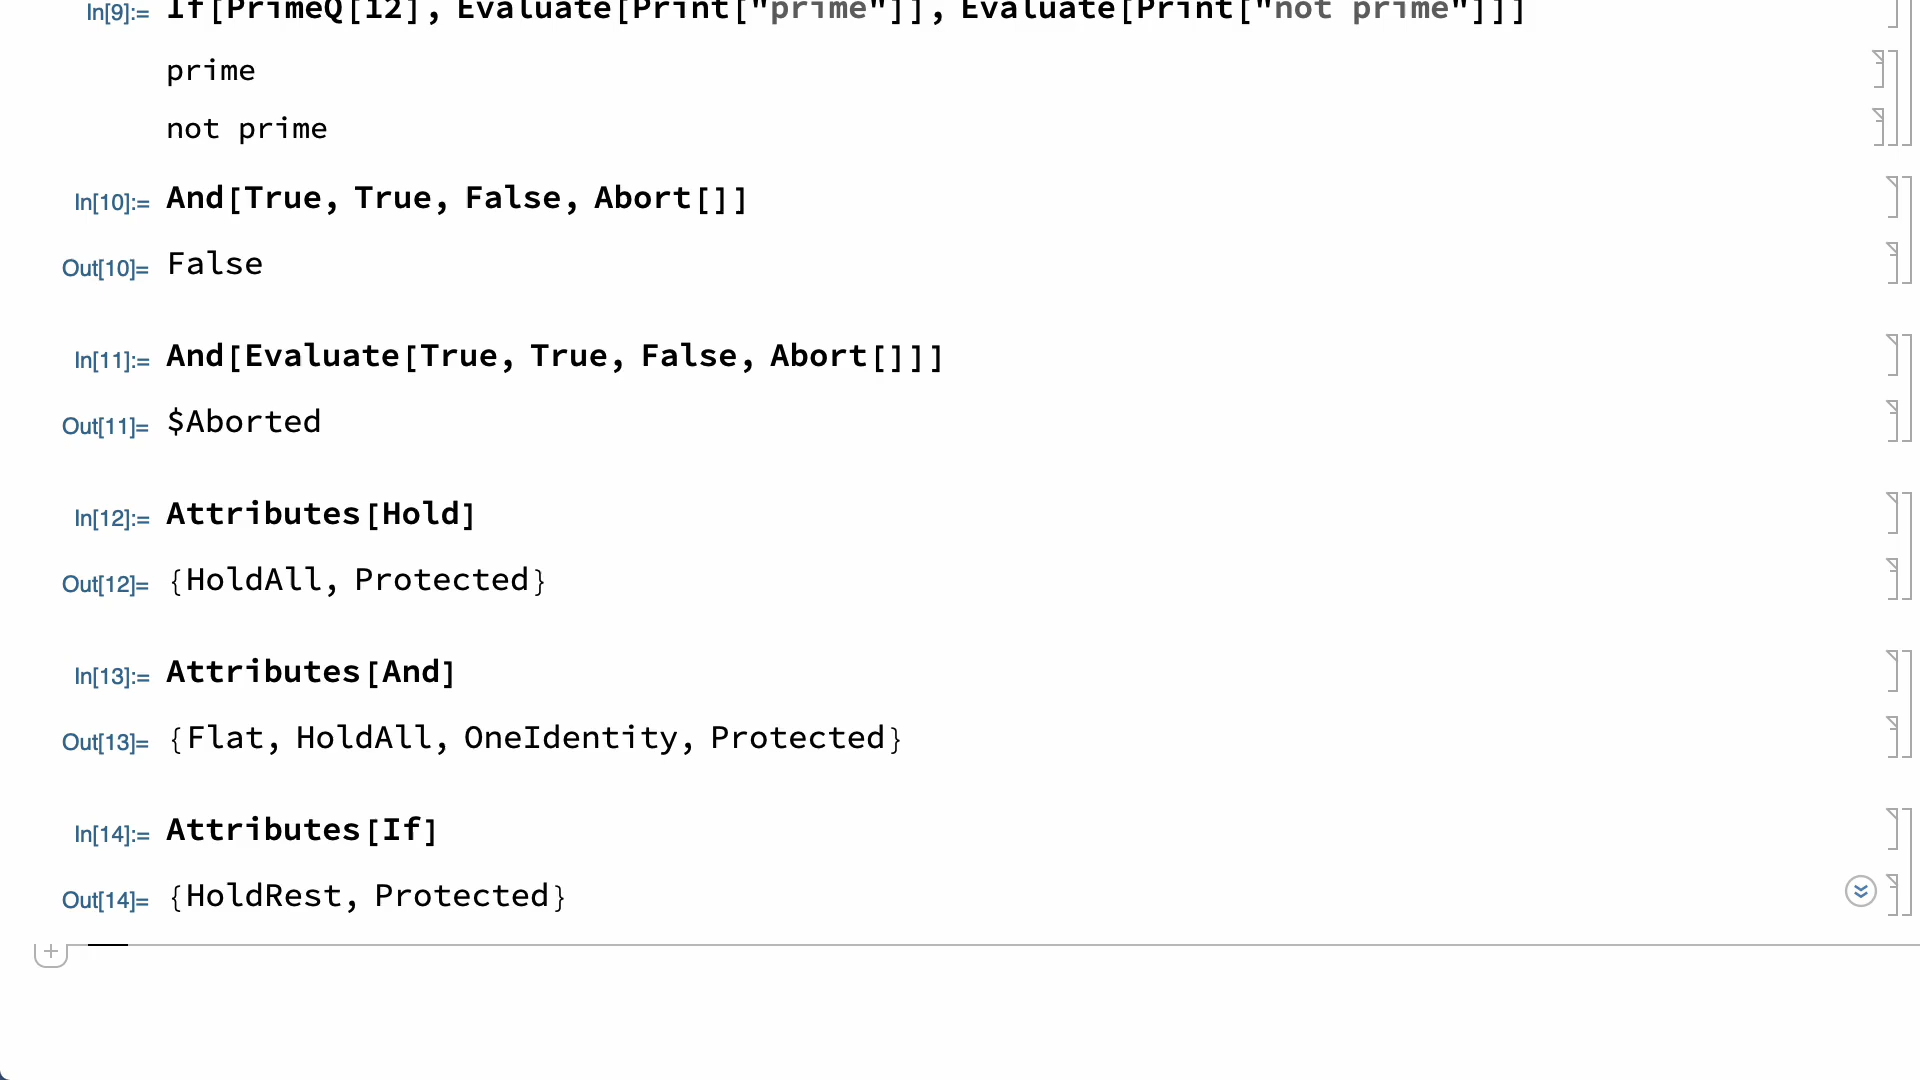 In[9]:= If[PrimeQ[12], Evaluate[Print["prime"]], Evaluate[Print["not prime"]]]
prime
not prime
In[10]:= And[True, True, False, Abort[]]
Out[10]= False
In[11]:= And[Evaluate[True, True, False, Abort[]]]
Out[11]= $Aborted
In[12]:= Attributes[Hold]
Out[12]= {HoldAll, Protected}
In[13]:= Attributes[And]
Out[13]= {Flat, HoldAll, OneIdentity, Protected}
In[14]:= Attributes[If]
Out[14]= {HoldRest, Protected}